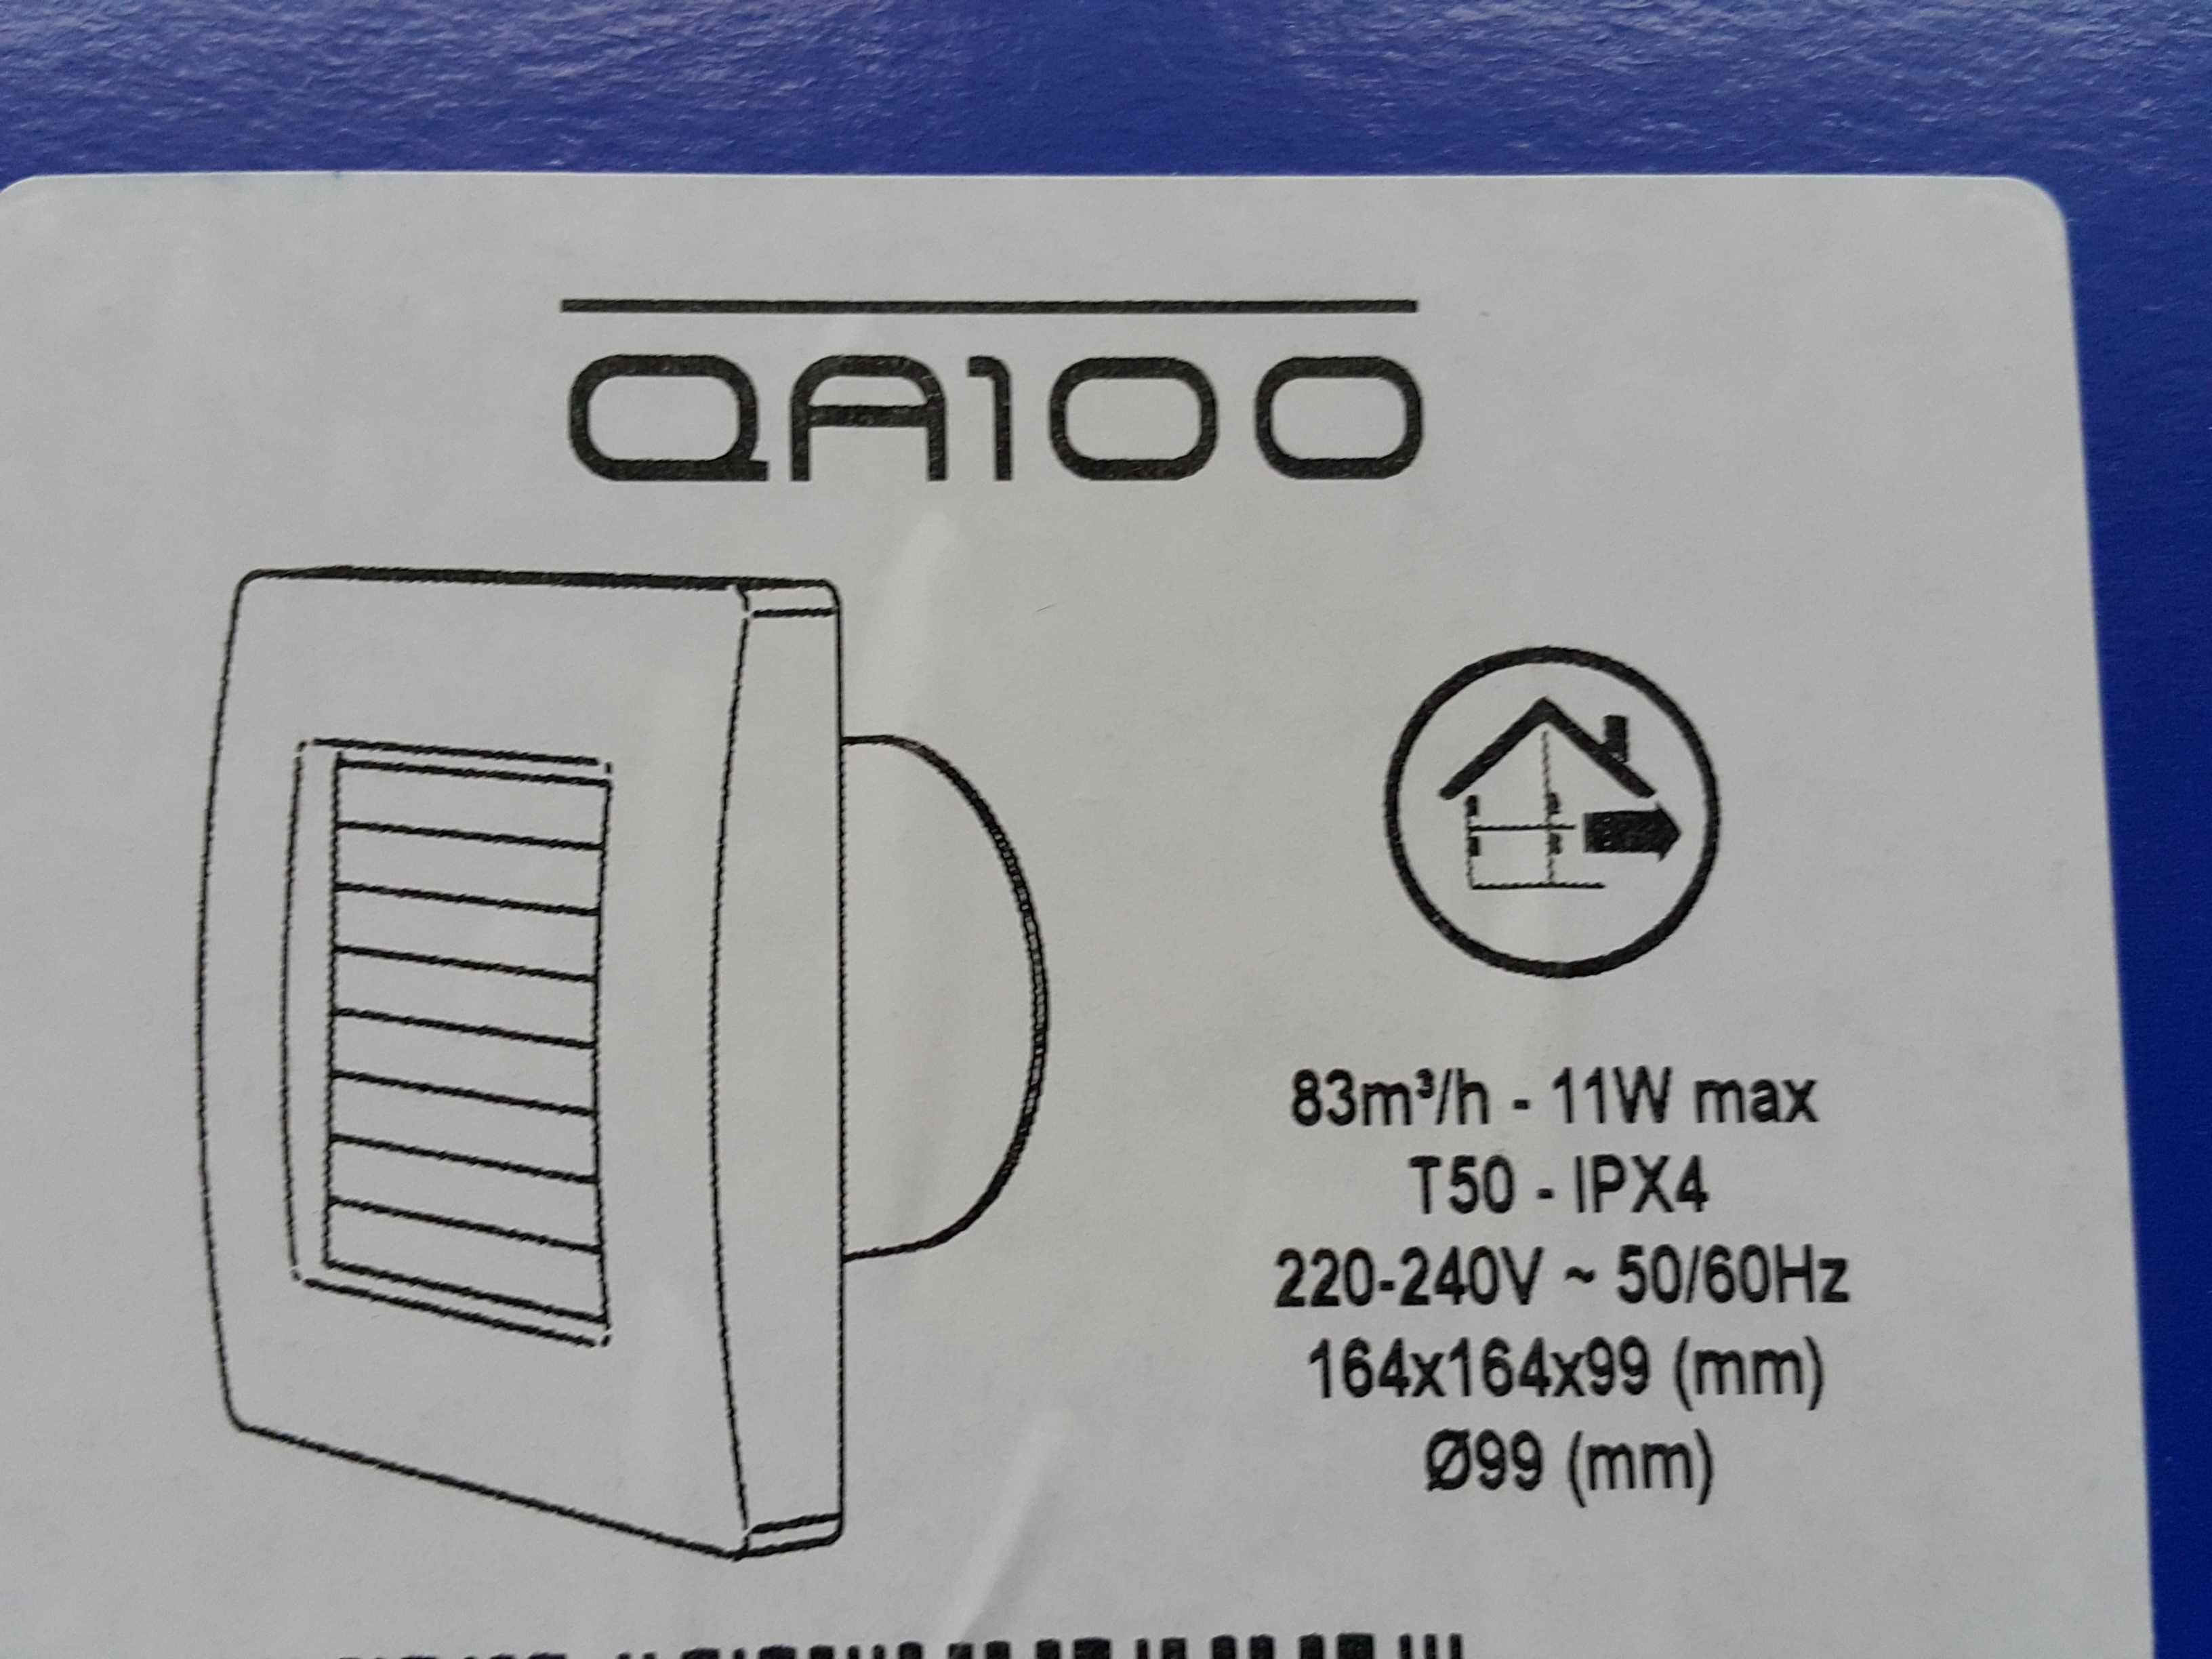 QA100
83m³/h - 11W max
T50 - IPX4
220-240V ~ 50/60Hz
164x164x99 (mm)
Ø99 (mm)